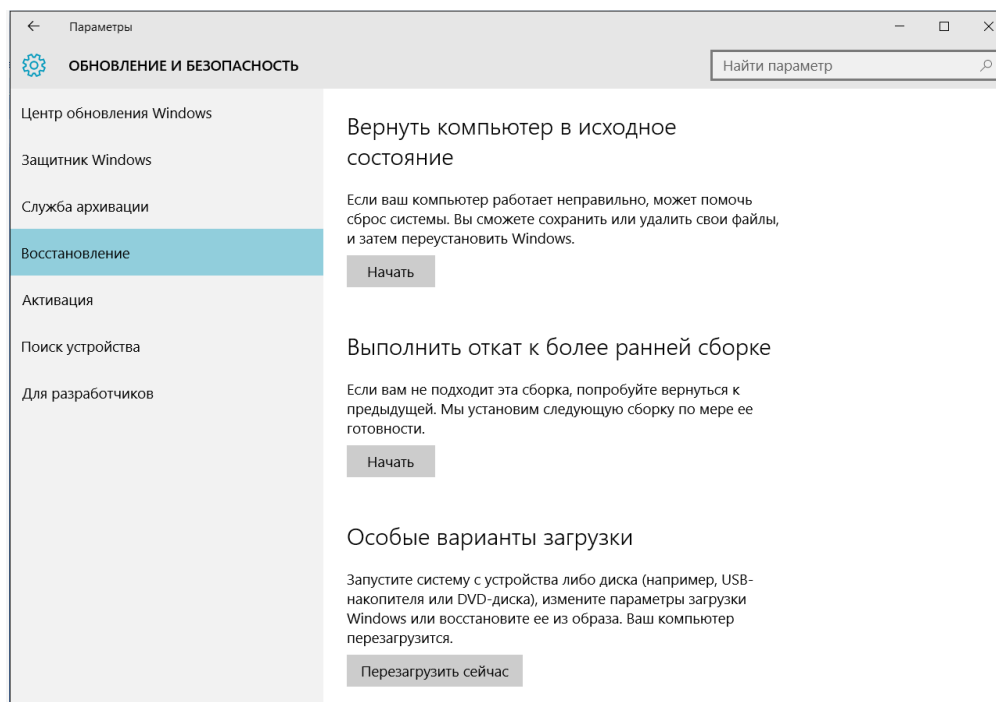 Параметры
ОБНОВЛЕНИЕ И БЕЗОПАСНОСТЬ
Найти параметр
Центр обновления Windows
Защитник Windows
Служба архивации
Восстановление
Активация
Поиск устройства
Для разработчиков
Вернуть компьютер в исходное
состояние
Если ваш компьютер работает неправильно, может помочь
сброс системы. Вы сможете сохранить или удалить свои файлы,
и затем переустановить Windows.
Начать
Выполнить откат к более ранней сборке
Если вам не подходит эта сборка, попробуйте вернуться к
предыдущей. Мы установим следующую сборку по мере ее
готовности.
Начать
Особые варианты загрузки
Запустите систему с устройства либо диска (например, USB-
накопителя или DVD-диска), измените параметры загрузки
Windows или восстановите ее из образа. Ваш компьютер
перезагрузится.
Перезагрузить сейчас